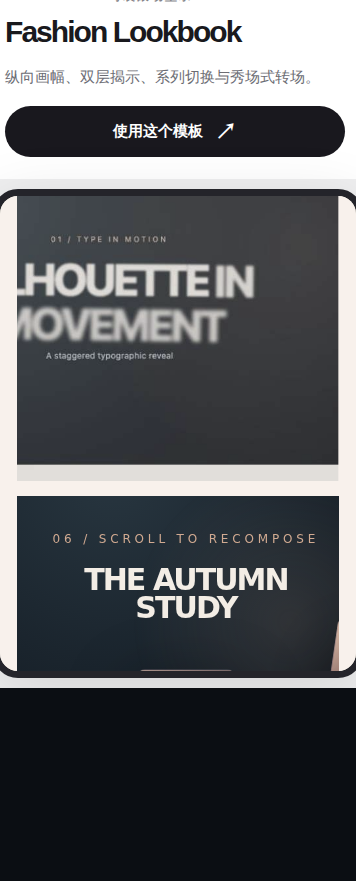 Fashion Lookbook
纵向画幅、双层揭示、系列切换与秀场式转场。
使用这个模板 ↗
01 / TYPE IN MOTION
LHOUETTE IN
MOVEMENT
A staggered typographic reveal
06 / SCROLL TO RECOMPOSE
THE AUTUMN
STUDY